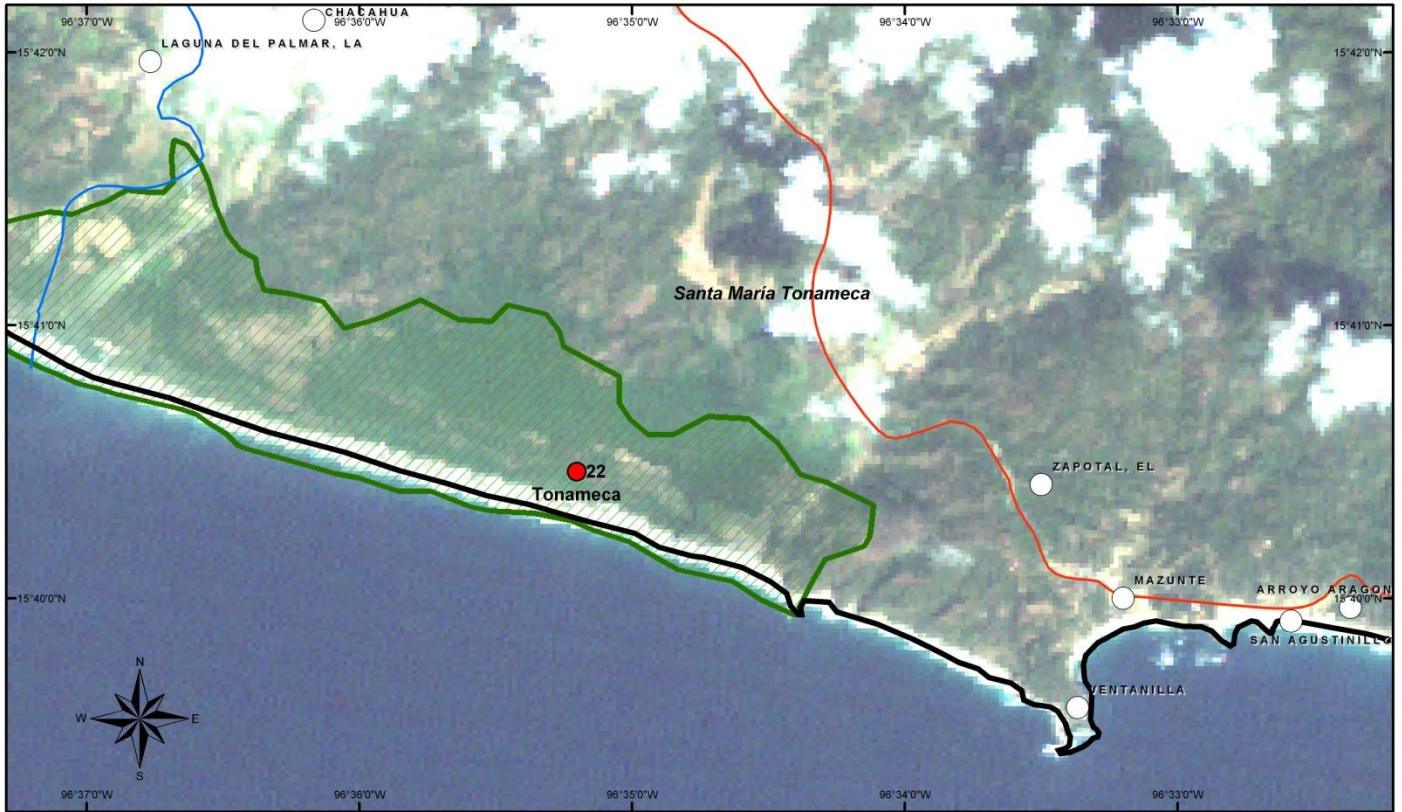 96°37'0"W
CHACAHUA
96°36'0"W
96°35'0"W
96°34'0"W
96°33'0"W
15°42'0"N
LAGUNA DEL PALMAR, LA
15°42'0"N
Santa María Tonameca
15°41'0"N
15°41'0"N
22
Tonameca
ZAPOTAL, EL
MAZUNTE
ARROYO ARAGON
15°40'0"N
15°40'0"N
SAN AGUSTINILLO
VENTANILLA
N
W
E
S
96°37'0"W
96°36'0"W
96°35'0"W
96°34'0"W
96°33'0"W